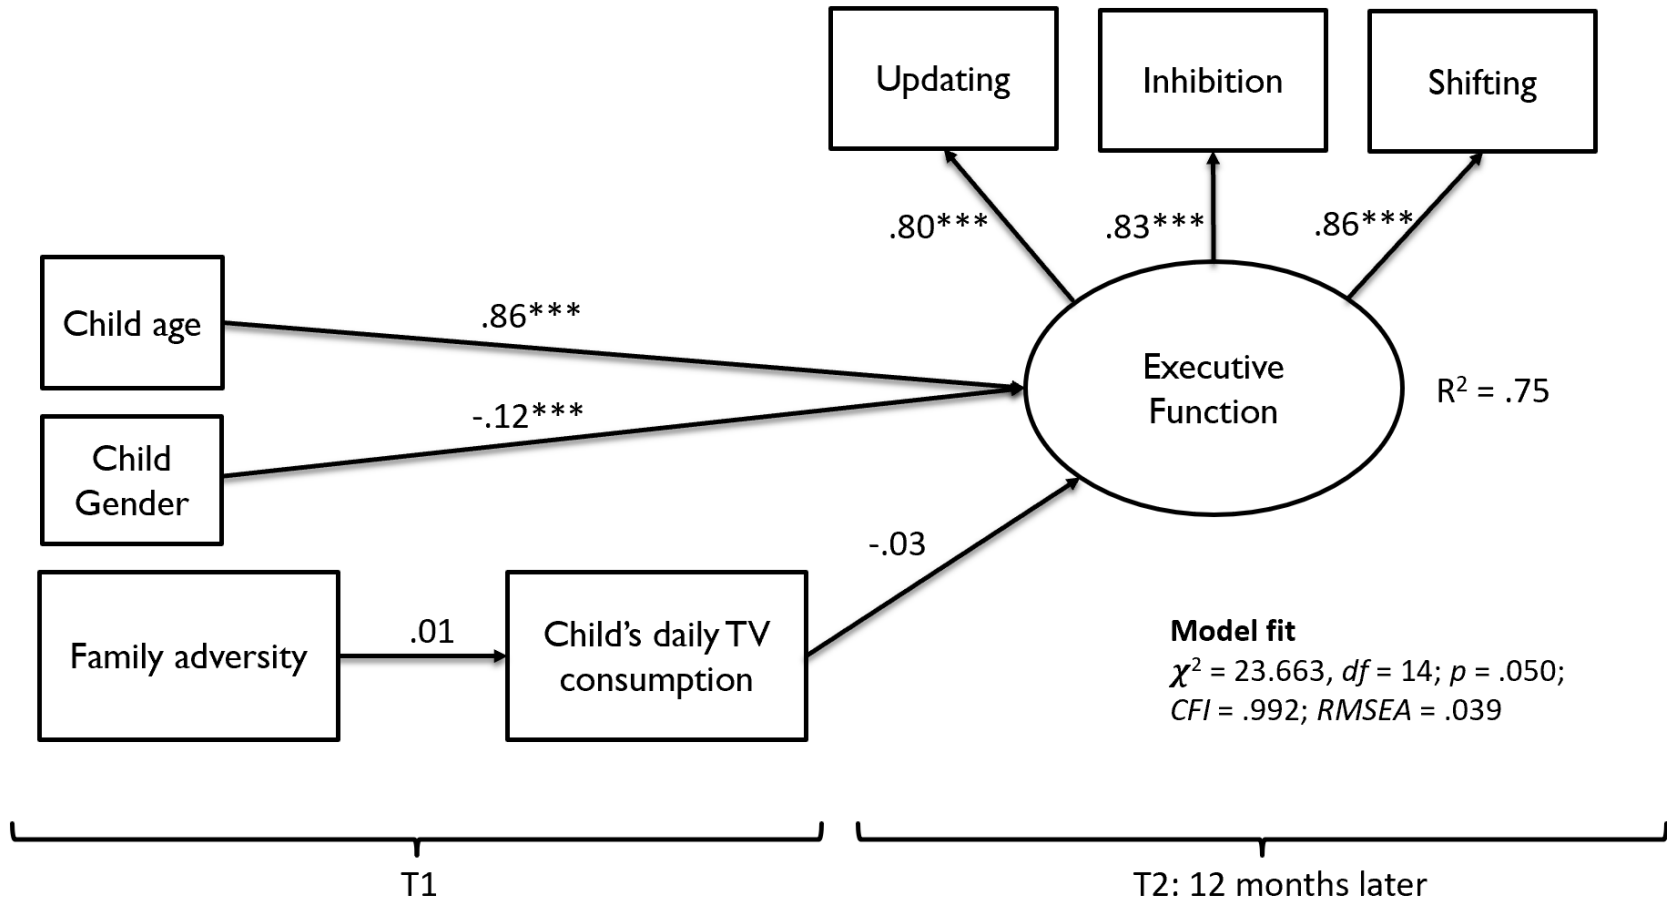 Updating
Inhibition
Shifting
.80***
.83***
.86***
Child age
.86***
Executive
Function
R² = .75
-.12***
Child
Gender
-.03
Family adversity
.01
Child’s daily TV
consumption
Model fit
χ² = 23.663, df = 14; p = .050;
CFI = .992; RMSEA = .039
T1
T2: 12 months later